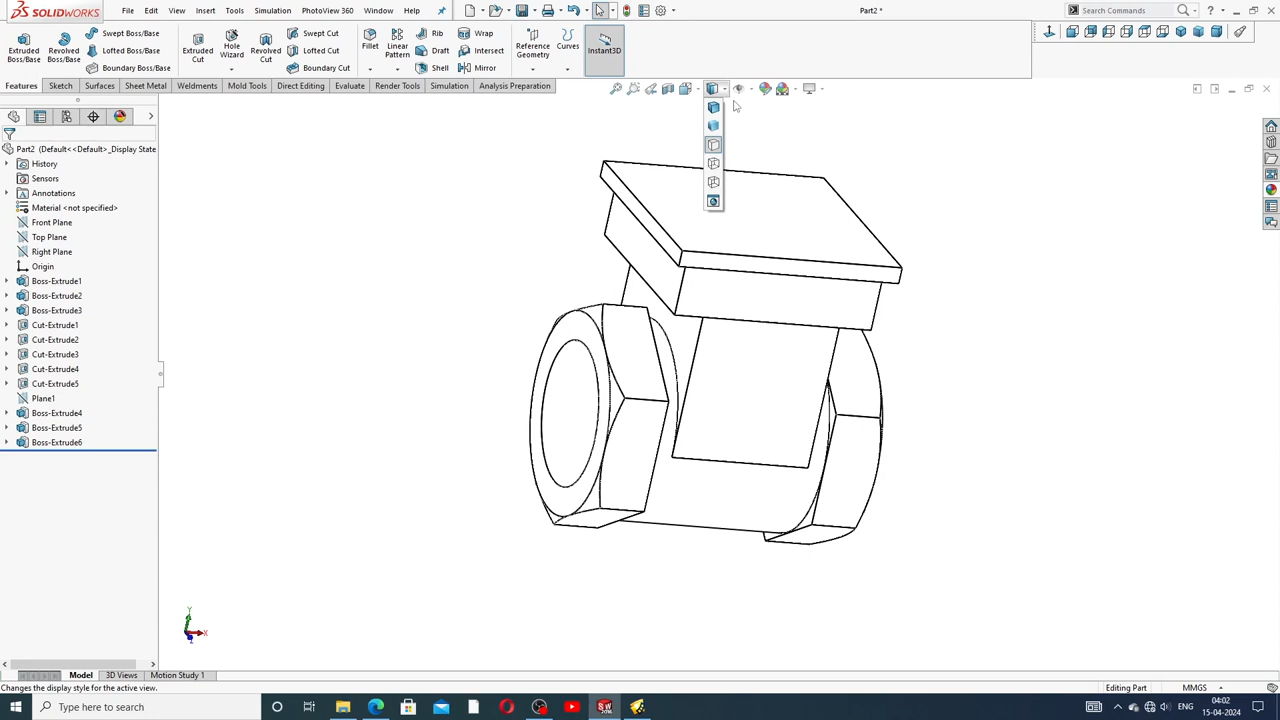 SOLIDWORKS
File Edit View Insert Tools Simulation PhotoView 360 Window Help
Part2 *
Search Commands
Extruded Boss/Base
Revolved Boss/Base
Swept Boss/Base
Lofted Boss/Base
Boundary Boss/Base
Extruded Cut
Hole Wizard
Revolved Cut
Swept Cut
Lofted Cut
Boundary Cut
Fillet
Linear Pattern
Rib
Draft
Shell
Wrap
Intersect
Mirror
Reference Geometry
Curves
Instant3D
Features Sketch Surfaces Sheet Metal Weldments Mold Tools Direct Editing Evaluate Render Tools Simulation Analysis Preparation
Part2 (Default<<Default>_Display State
History
Sensors
Annotations
Material <not specified>
Front Plane
Top Plane
Right Plane
Origin
Boss-Extrude1
Boss-Extrude2
Boss-Extrude3
Cut-Extrude1
Cut-Extrude2
Cut-Extrude3
Cut-Extrude4
Cut-Extrude5
Plane1
Boss-Extrude4
Boss-Extrude5
Boss-Extrude6
Y
X
Z
Model 3D Views Motion Study 1
Changes the display style for the active view.
Editing Part
MMGS
Type here to search
ENG
04:02
15-04-2024